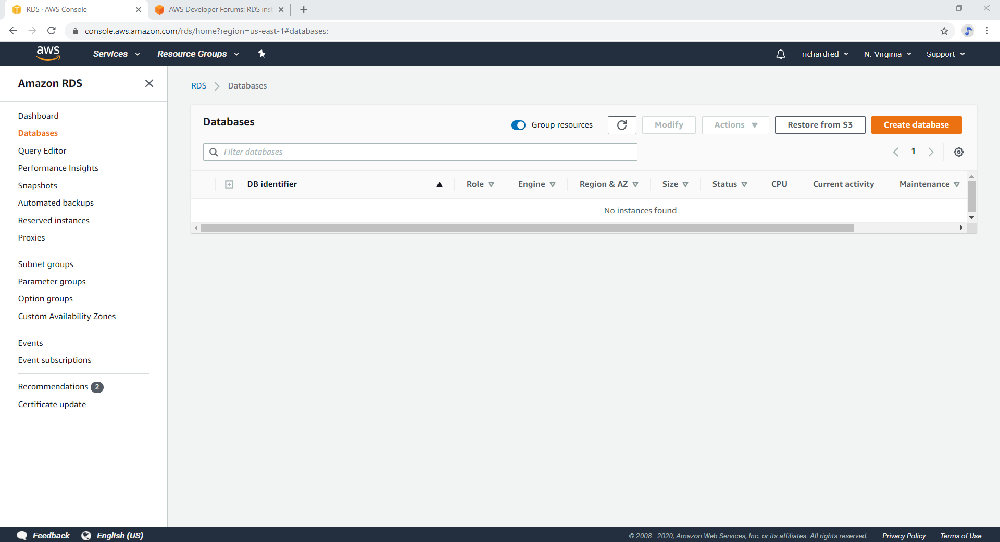 RDS · AWS Console
AWS Developer Forums: RDS inst
console.aws.amazon.com/rds/home?region=us-east-1#databases:
aws
Services
Resource Groups
richardred
N. Virginia
Support
Amazon RDS
Dashboard
Databases
Query Editor
Performance Insights
Snapshots
Automated backups
Reserved instances
Proxies
Subnet groups
Parameter groups
Option groups
Custom Availability Zones
Events
Event subscriptions
Recommendations 2
Certificate update
RDS Databases
Databases
Group resources
Modify
Actions
Restore from S3
Create database
Filter databases
1
DB identifier Role Engine Region & AZ Size Status CPU Current activity Maintenance
No instances found
Feedback
English (US)
© 2008 - 2020, Amazon Web Services, Inc. or its affiliates. All rights reserved.
Privacy Policy
Terms of Use